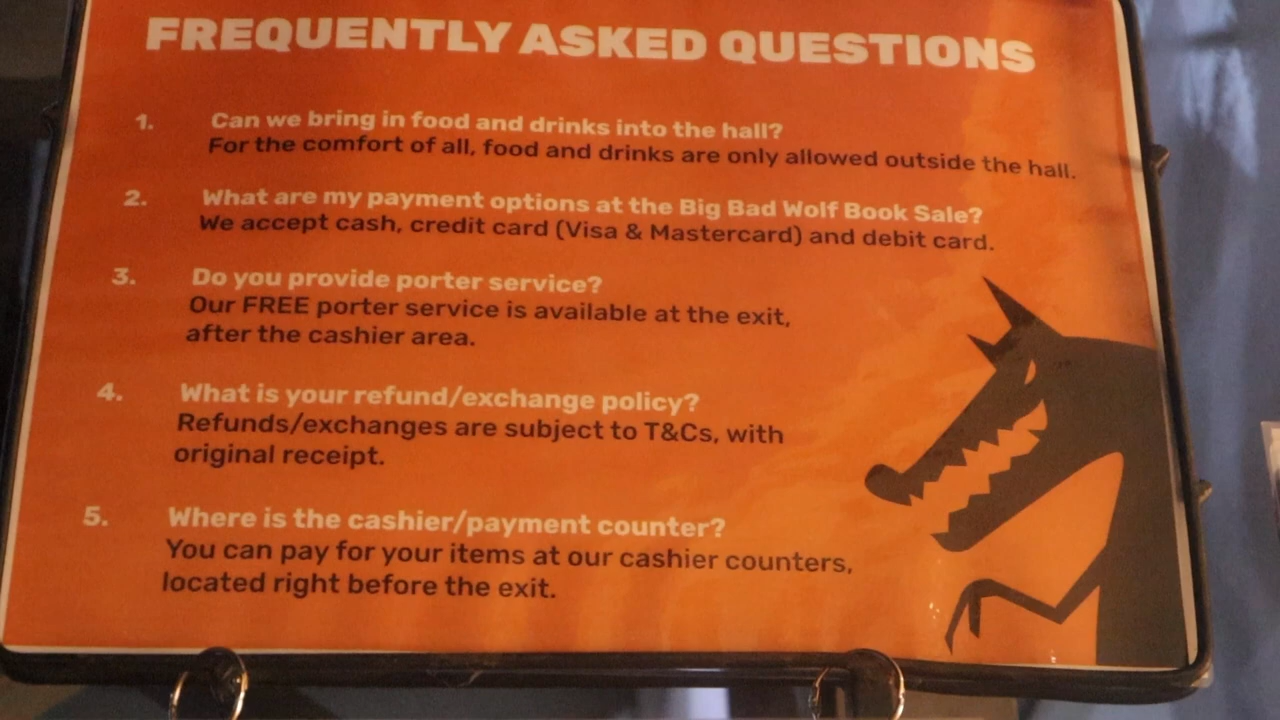 FREQUENTLY ASKED QUESTIONS
1. Can we bring in food and drinks into the hall?
For the comfort of all, food and drinks are only allowed outside the hall.
2. What are my payment options at the Big Bad Wolf Book Sale?
We accept cash, credit card (Visa & Mastercard) and debit card.
3. Do you provide porter service?
Our FREE porter service is available at the exit,
after the cashier area.
4. What is your refund/exchange policy?
Refunds/exchanges are subject to T&Cs, with
original receipt.
5. Where is the cashier/payment counter?
You can pay for your items at our cashier counters,
located right before the exit.